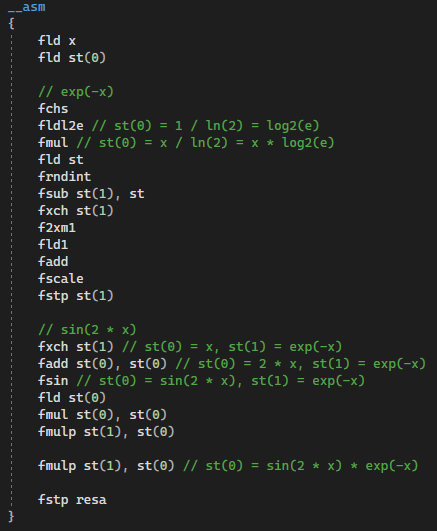 __asm
{
fld x
fld st(0)
// exp(-x)
fchs
fldl2e // st(0) = 1 / ln(2) = log2(e)
fmul // st(0) = x / ln(2) = x * log2(e)
fld st
frndint
fsub st(1), st
fxch st(1)
f2xm1
fld1
fadd
fscale
fstp st(1)
// sin(2 * x)
fxch st(1) // st(0) = x, st(1) = exp(-x)
fadd st(0), st(0) // st(0) = 2 * x, st(1) = exp(-x)
fsin // st(0) = sin(2 * x), st(1) = exp(-x)
fld st(0)
fmul st(0), st(0)
fmulp st(1), st(0)
fmulp st(1), st(0) // st(0) = sin(2 * x) * exp(-x)
fstp resa
}